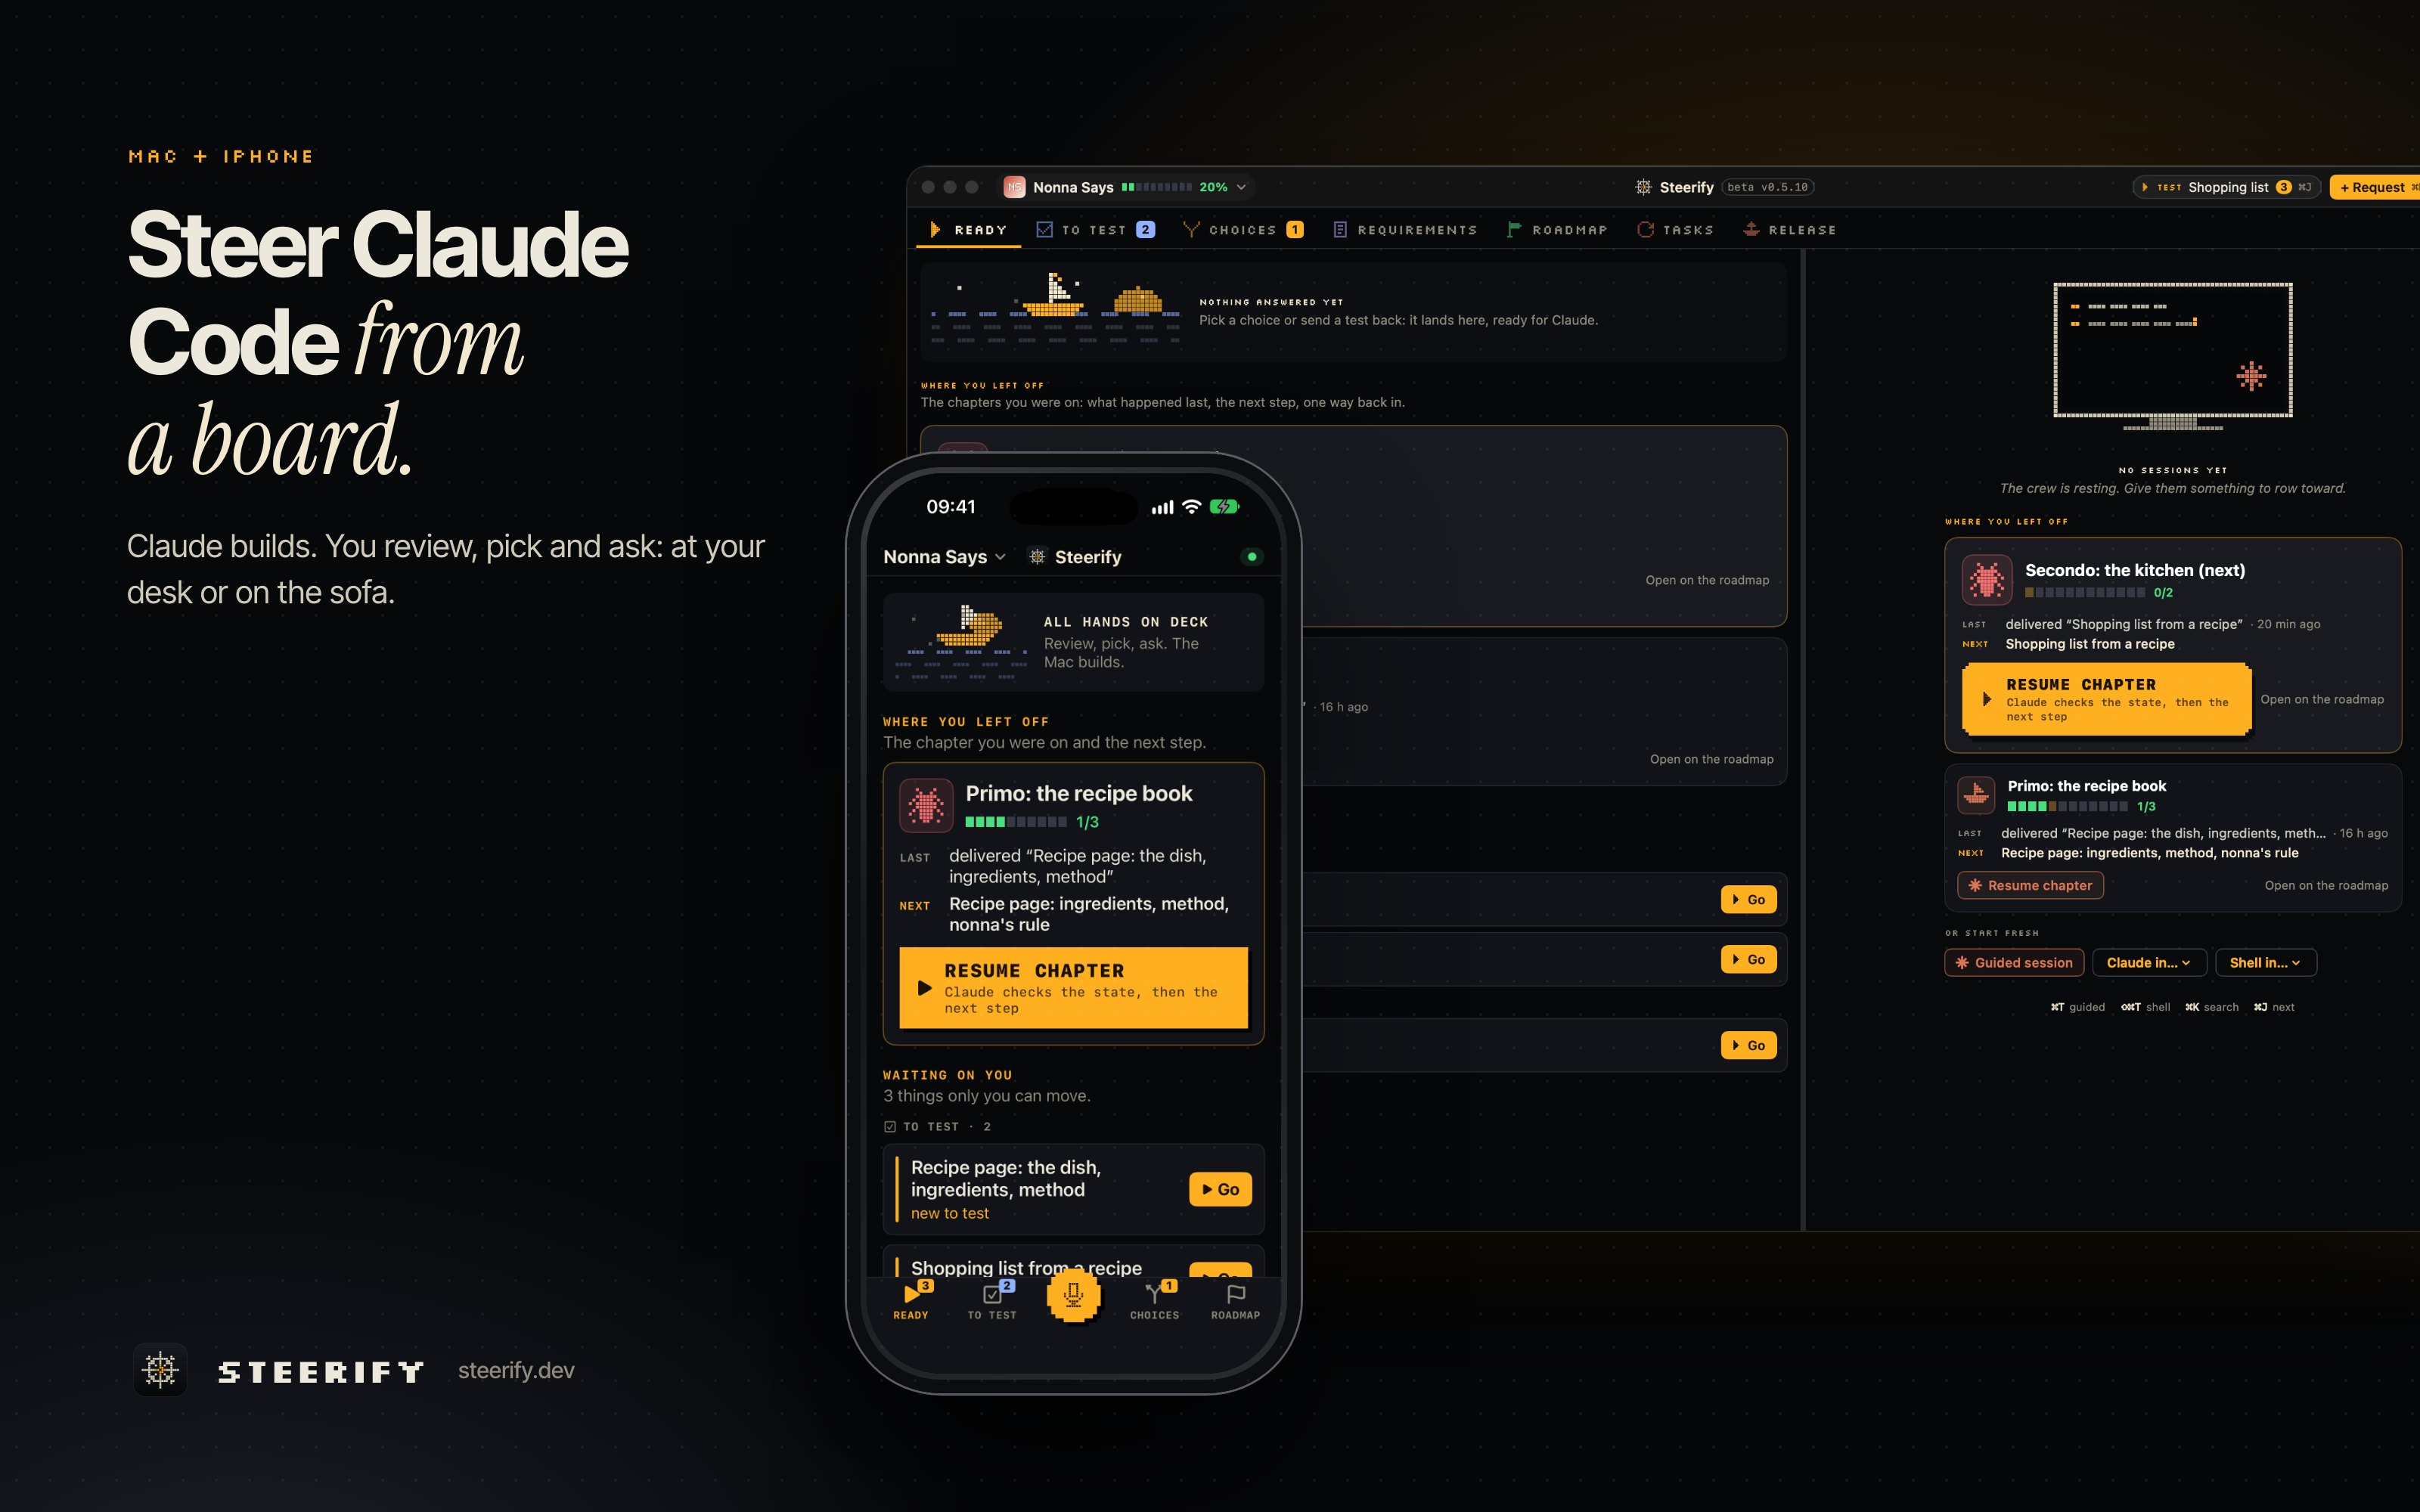 MAC + IPHONE
Steer Claude
Code from
a board.
Claude builds. You review, pick and ask: at your
desk or on the sofa.
STEERIFY
steerify.dev
NS
Nonna Says 20%
Steerify beta v0.5.10
TEST Shopping list 3 ⌘J
+ Request
READY
TO TEST 2
CHOICES 1
REQUIREMENTS
ROADMAP
TASKS
RELEASE
NOTHING ANSWERED YET
Pick a choice or send a test back: it lands here, ready for Claude.
WHERE YOU LEFT OFF
The chapters you were on: what happened last, the next step, one way back in.
Open on the roadmap
· 16 h ago
Open on the roadmap
Go
Go
Go
NO SESSIONS YET
The crew is resting. Give them something to row toward.
WHERE YOU LEFT OFF
Secondo: the kitchen (next)
0/2
LAST delivered “Shopping list from a recipe” · 20 min ago
NEXT Shopping list from a recipe
RESUME CHAPTER
Claude checks the state, then the
next step
Open on the roadmap
Primo: the recipe book
1/3
LAST delivered “Recipe page: the dish, ingredients, meth... · 16 h ago
NEXT Recipe page: ingredients, method, nonna's rule
Resume chapter
Open on the roadmap
OR START FRESH
Guided session
Claude in...
Shell in...
⌘T guided ⇧⌘T shell ⌘K search ⌘J next
09:41
Nonna Says
Steerify
ALL HANDS ON DECK
Review, pick, ask. The
Mac builds.
WHERE YOU LEFT OFF
The chapter you were on and the next step.
Primo: the recipe book
1/3
LAST delivered “Recipe page: the dish,
ingredients, method”
NEXT Recipe page: ingredients, method,
nonna's rule
RESUME CHAPTER
Claude checks the state, then the
next step
WAITING ON YOU
3 things only you can move.
TO TEST · 2
Recipe page: the dish,
ingredients, method
new to test
Go
Shopping list from a recipe
3
READY
2
TO TEST
1
CHOICES
ROADMAP